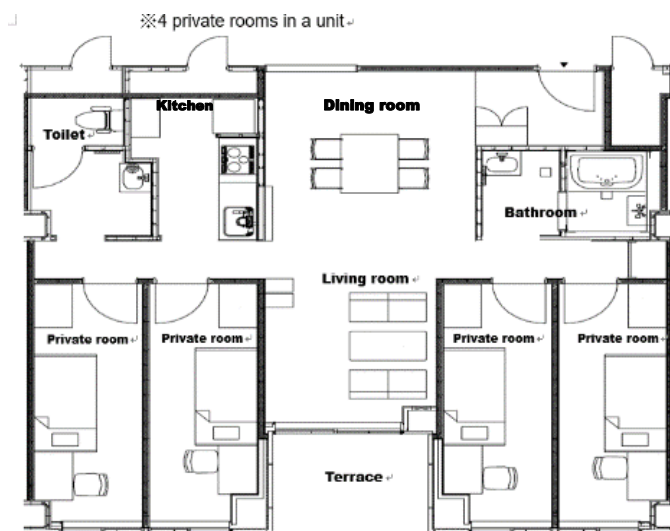 ※4 private rooms in a unit
Kitchen
Dining room
Toilet
Bathroom
Living room
Private room
Private room
Private room
Private room
Terrace